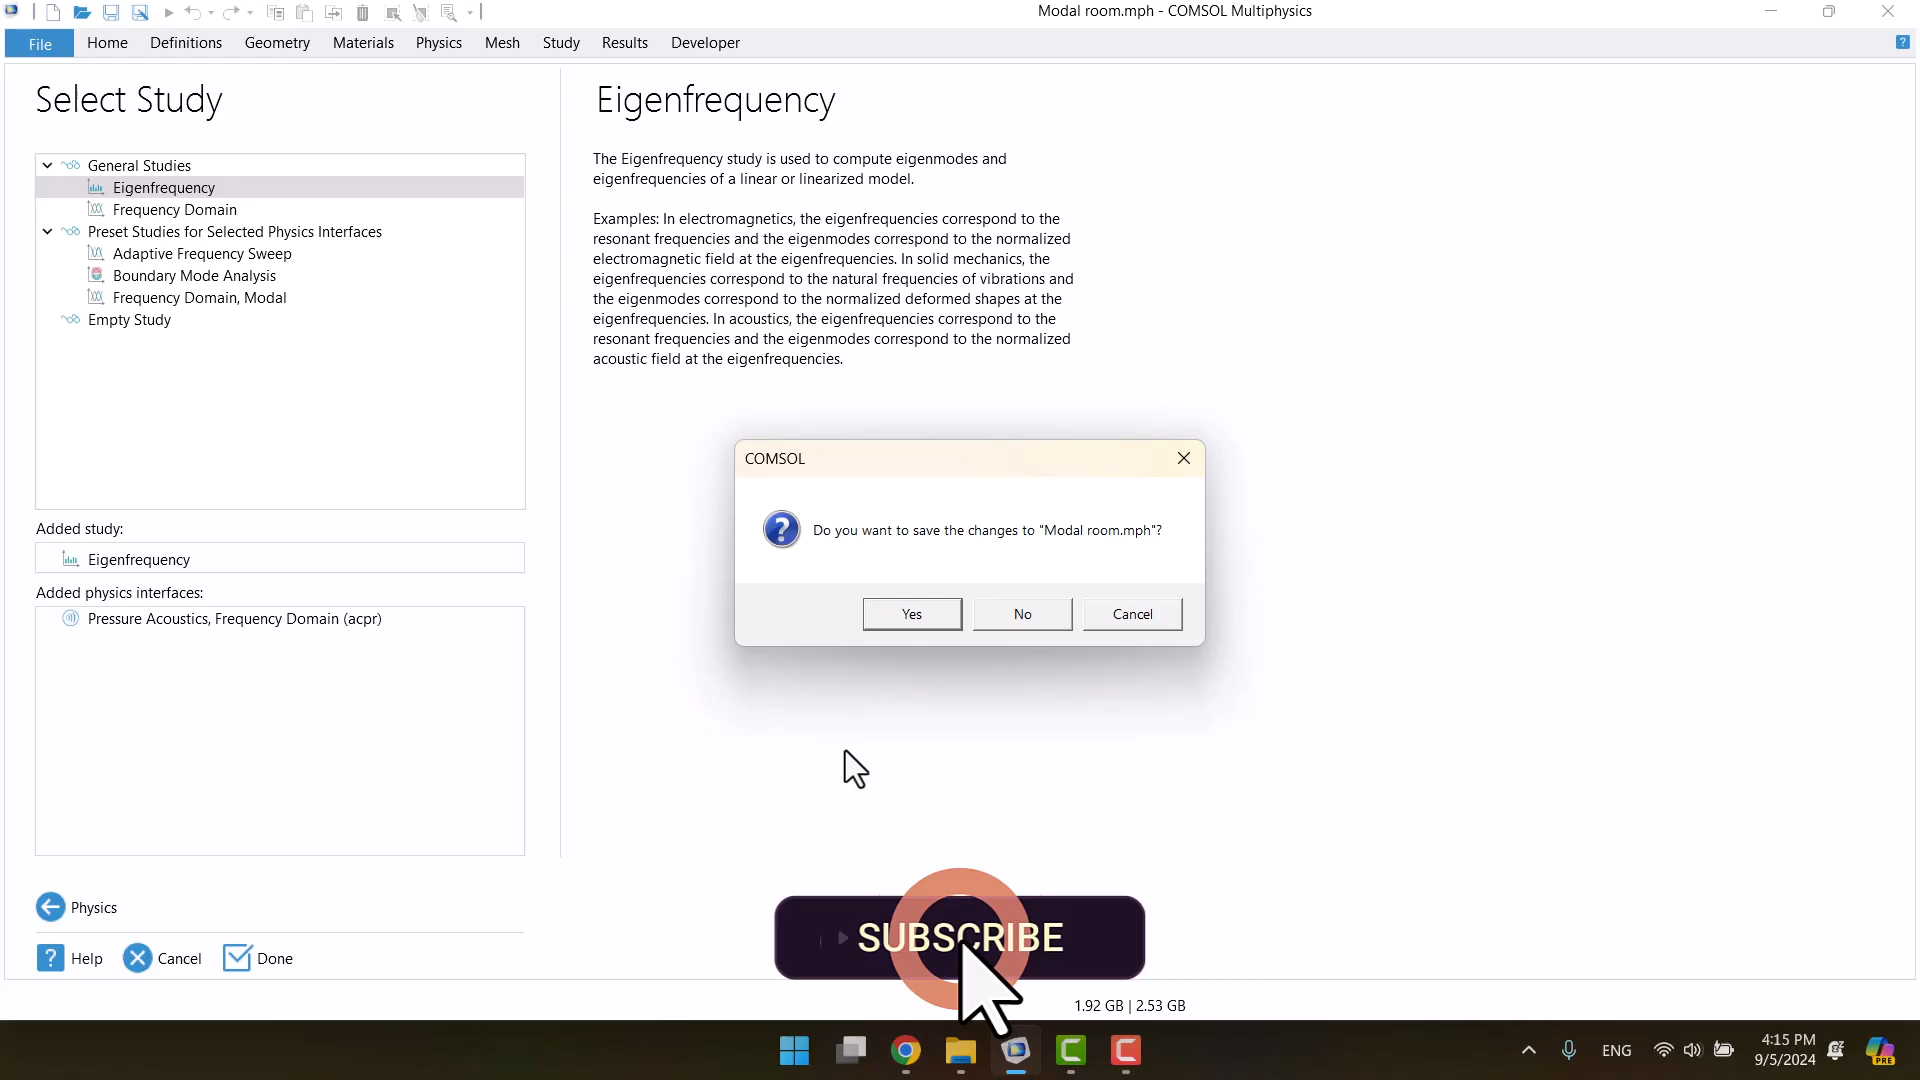 Modal room.mph - COMSOL Multiphysics
File Home Definitions Geometry Materials Physics Mesh Study Results Developer
Select Study
General Studies
Eigenfrequency
Frequency Domain
Preset Studies for Selected Physics Interfaces
Adaptive Frequency Sweep
Boundary Mode Analysis
Frequency Domain, Modal
Empty Study
Added study:
Eigenfrequency
Added physics interfaces:
Pressure Acoustics, Frequency Domain (acpr)
Physics
Help Cancel Done
Eigenfrequency
The Eigenfrequency study is used to compute eigenmodes and
eigenfrequencies of a linear or linearized model.
Examples: In electromagnetics, the eigenfrequencies correspond to the
resonant frequencies and the eigenmodes correspond to the normalized
electromagnetic field at the eigenfrequencies. In solid mechanics, the
eigenfrequencies correspond to the natural frequencies of vibrations and
the eigenmodes correspond to the normalized deformed shapes at the
eigenfrequencies. In acoustics, the eigenfrequencies correspond to the
resonant frequencies and the eigenmodes correspond to the normalized
acoustic field at the eigenfrequencies.
COMSOL
Do you want to save the changes to "Modal room.mph"?
Yes No Cancel
SUBSCRIBE
1.92 GB | 2.53 GB
ENG
4:15 PM
9/5/2024
PRE